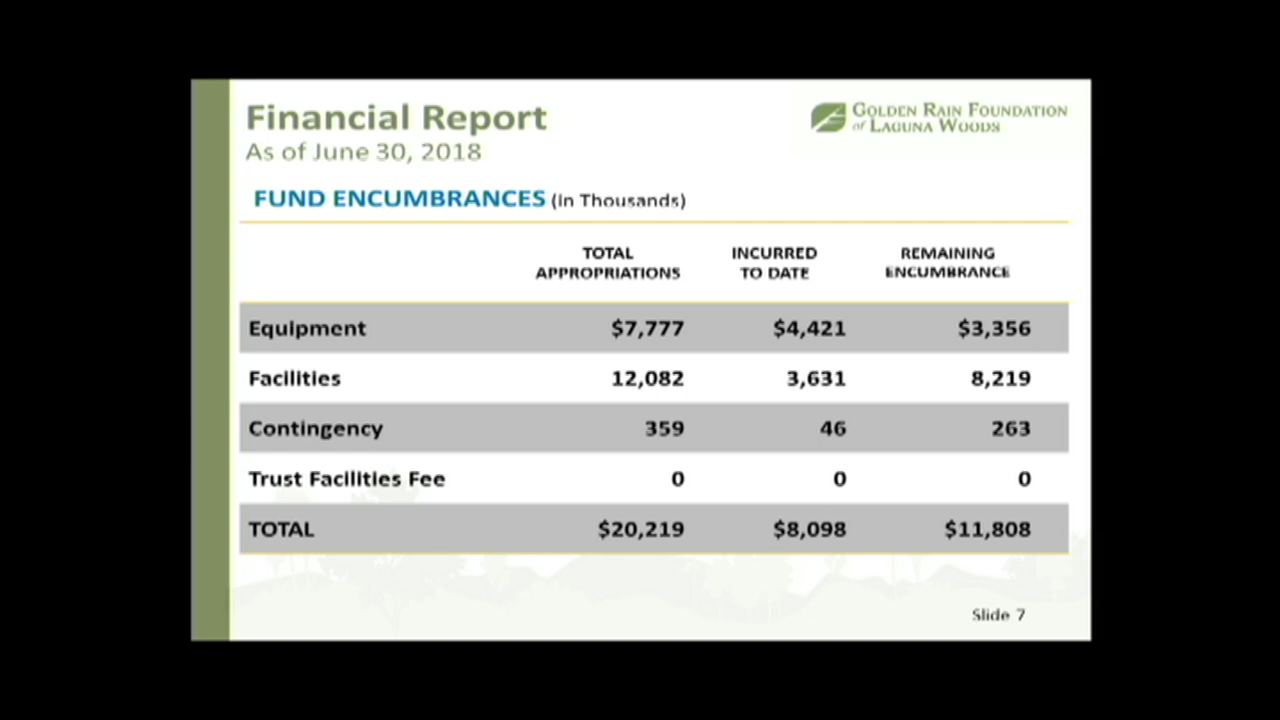 Financial Report
As of June 30, 2018
GOLDEN RAIN FOUNDATION
of LAGUNA WOODS
FUND ENCUMBRANCES (In Thousands)
TOTAL APPROPRIATIONS INCURRED TO DATE REMAINING ENCUMBRANCE
Equipment $7,777 $4,421 $3,356
Facilities 12,082 3,631 8,219
Contingency 359 46 263
Trust Facilities Fee 0 0 0
TOTAL $20,219 $8,098 $11,808
Slide 7